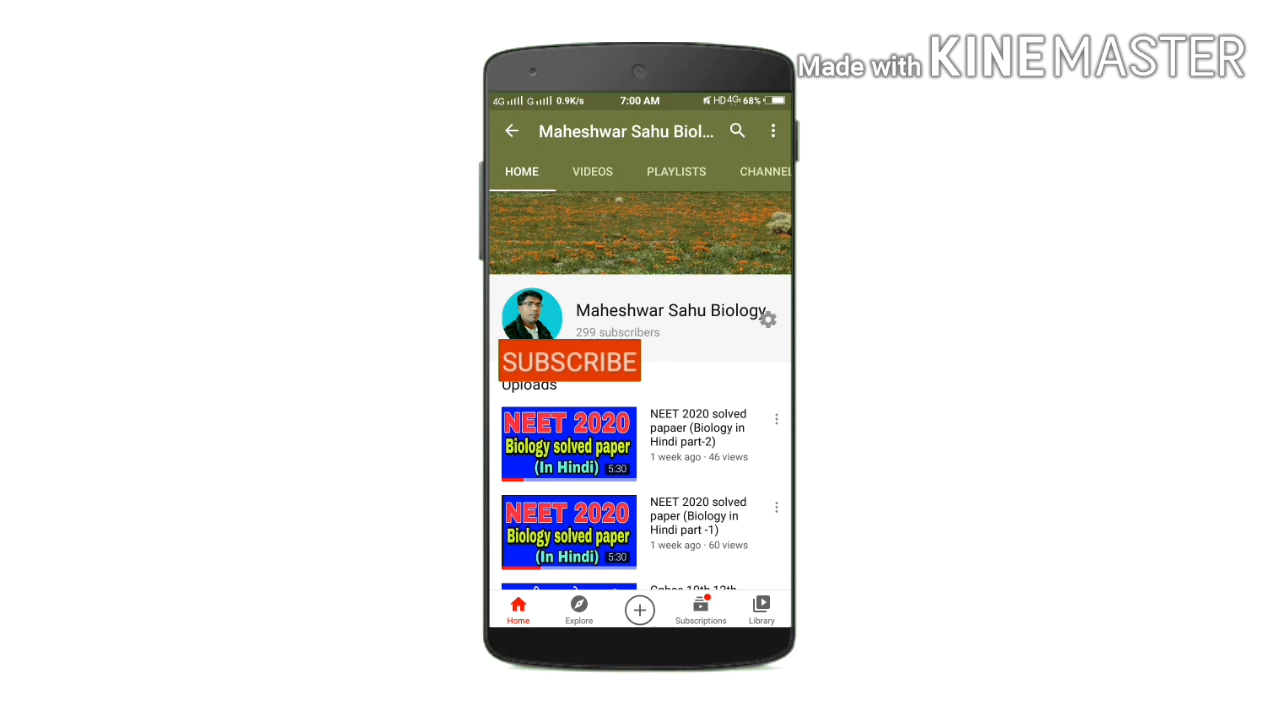 Made with KINEMASTER
4G G 0.9K/s 7:00 AM HD 4G 68%
Maheshwar Sahu Biol...
HOME VIDEOS PLAYLISTS CHANNEL
Maheshwar Sahu Biology
299 subscribers
SUBSCRIBE
Uploads
NEET 2020
Biology solved paper
(In Hindi) 5:30
NEET 2020 solved
papaer (Biology in
Hindi part-2)
1 week ago · 46 views
NEET 2020
Biology solved paper
(In Hindi) 5:30
NEET 2020 solved
paper (Biology in
Hindi part -1)
1 week ago · 60 views
Home Explore Subscriptions Library